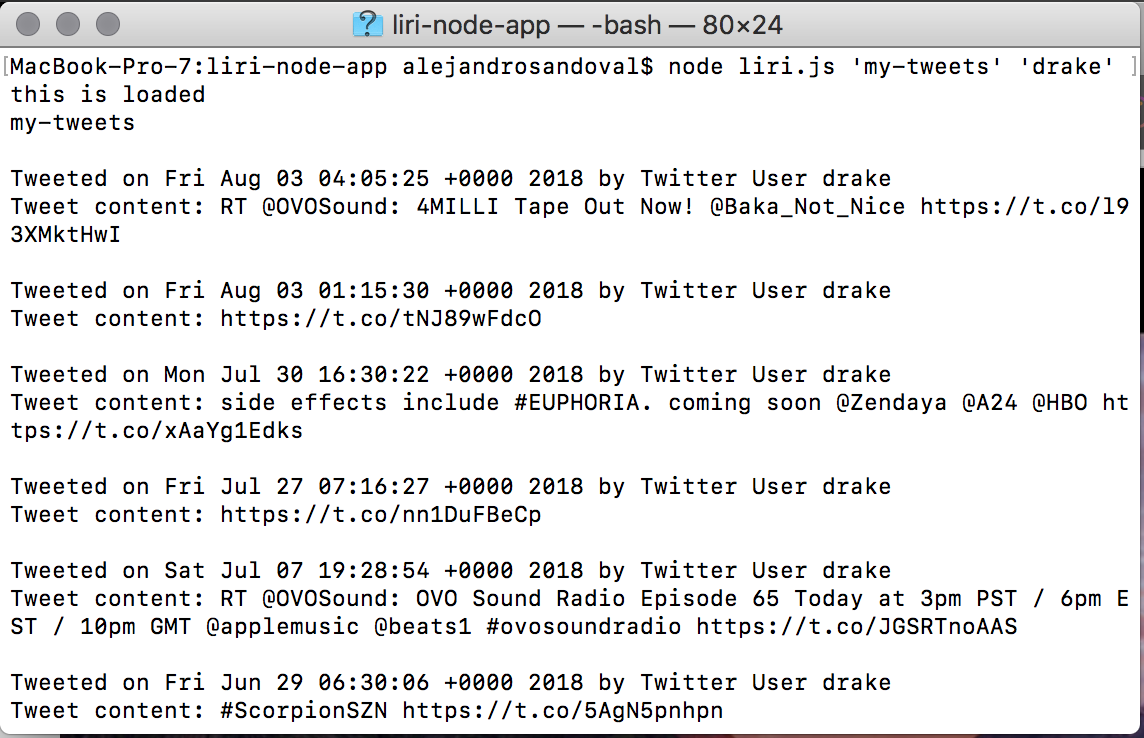 liri-node-app — -bash — 80×24
[MacBook-Pro-7:liri-node-app alejandrosandoval$ node liri.js 'my-tweets' 'drake' ]
this is loaded
my-tweets
Tweeted on Fri Aug 03 04:05:25 +0000 2018 by Twitter User drake
Tweet content: RT @OVOSound: 4MILLI Tape Out Now! @Baka_Not_Nice https://t.co/l9
3XMktHwI
Tweeted on Fri Aug 03 01:15:30 +0000 2018 by Twitter User drake
Tweet content: https://t.co/tNJ89wFdcO
Tweeted on Mon Jul 30 16:30:22 +0000 2018 by Twitter User drake
Tweet content: side effects include #EUPHORIA. coming soon @Zendaya @A24 @HBO ht
tps://t.co/xAaYg1Edks
Tweeted on Fri Jul 27 07:16:27 +0000 2018 by Twitter User drake
Tweet content: https://t.co/nn1DuFBeCp
Tweeted on Sat Jul 07 19:28:54 +0000 2018 by Twitter User drake
Tweet content: RT @OVOSound: OVO Sound Radio Episode 65 Today at 3pm PST / 6pm E
ST / 10pm GMT @applemusic @beats1 #ovosoundradio https://t.co/JGSRTnoAAS
Tweeted on Fri Jun 29 06:30:06 +0000 2018 by Twitter User drake
Tweet content: #ScorpionSZN https://t.co/5AgN5pnhpn